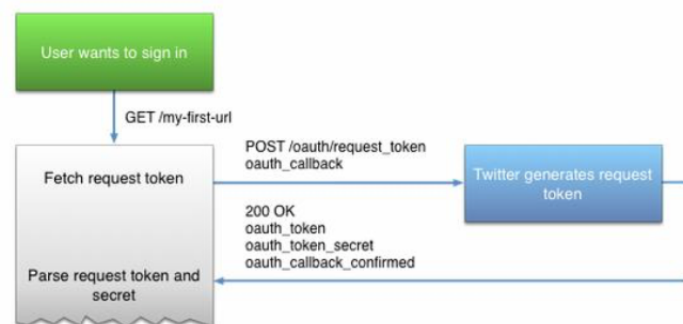 User wants to sign in
GET /my-first-url
Fetch request token
POST /oauth/request_token
oauth_callback
Twitter generates request
token
200 OK
oauth_token
oauth_token_secret
oauth_callback_confirmed
Parse request token and
secret